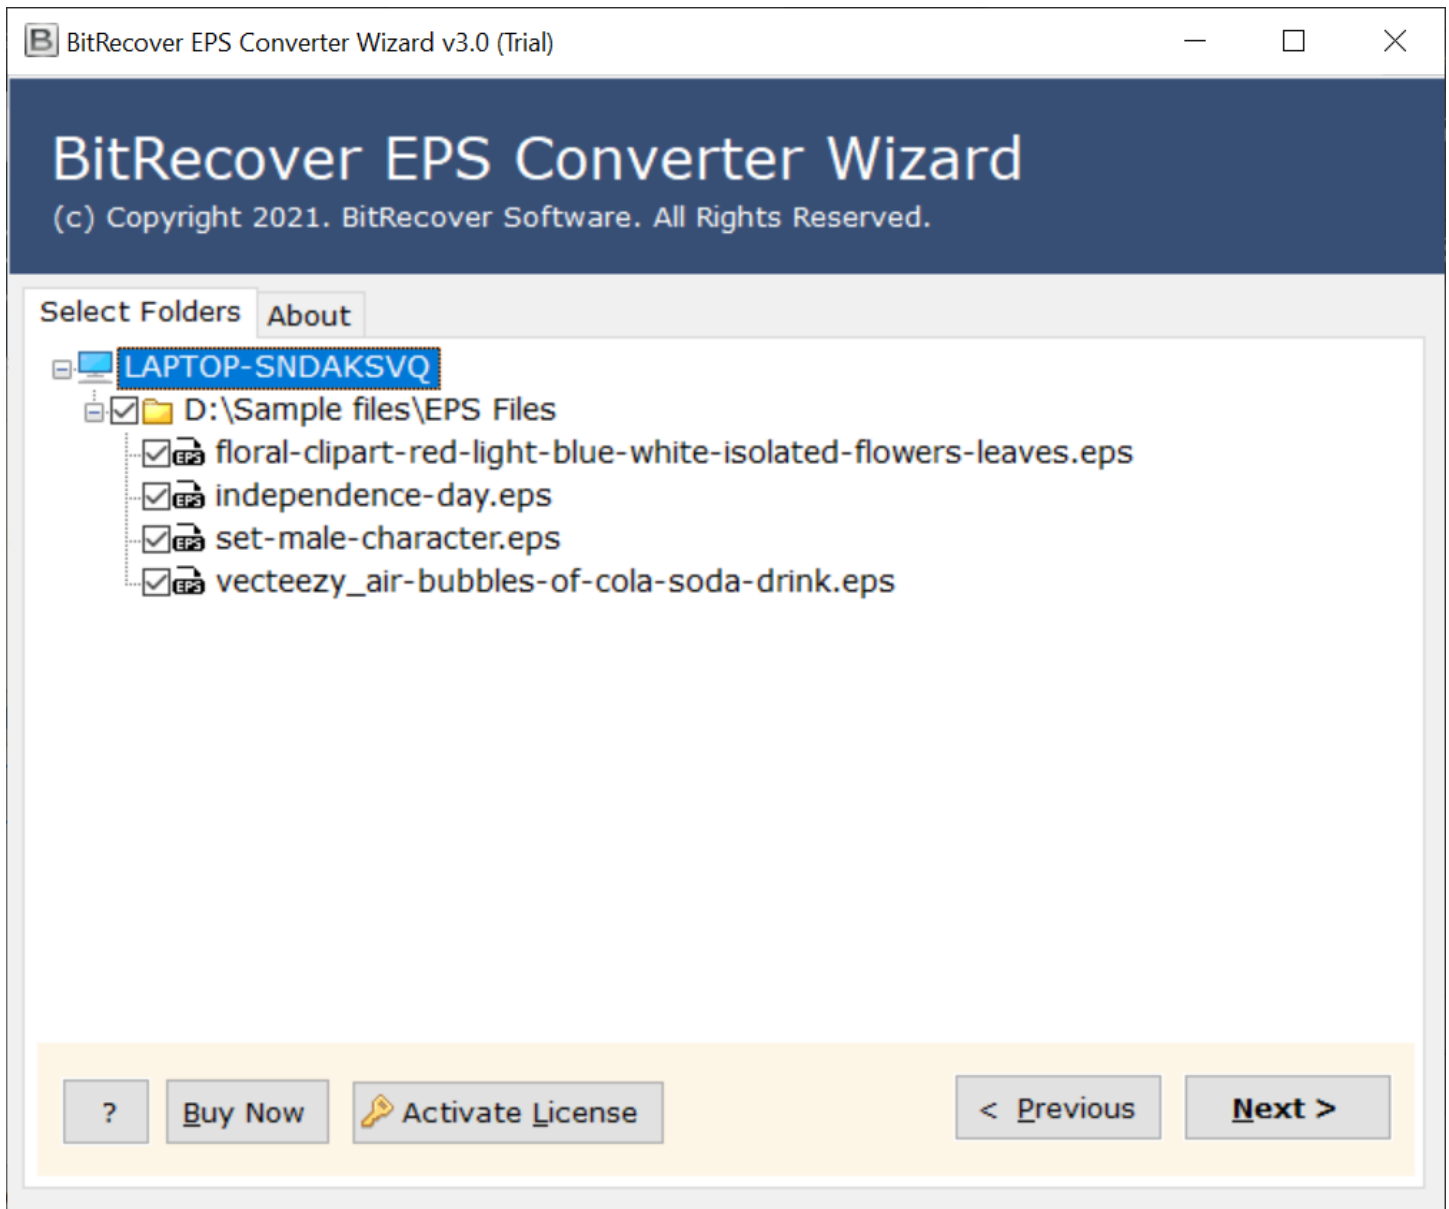 BitRecover EPS Converter Wizard v3.0 (Trial)
BitRecover EPS Converter Wizard
(c) Copyright 2021. BitRecover Software. All Rights Reserved.
Select Folders About
LAPTOP-SNDAKSVQ
D:\Sample files\EPS Files
floral-clipart-red-light-blue-white-isolated-flowers-leaves.eps
independence-day.eps
set-male-character.eps
vecteezy_air-bubbles-of-cola-soda-drink.eps
? Buy Now Activate License < Previous Next >